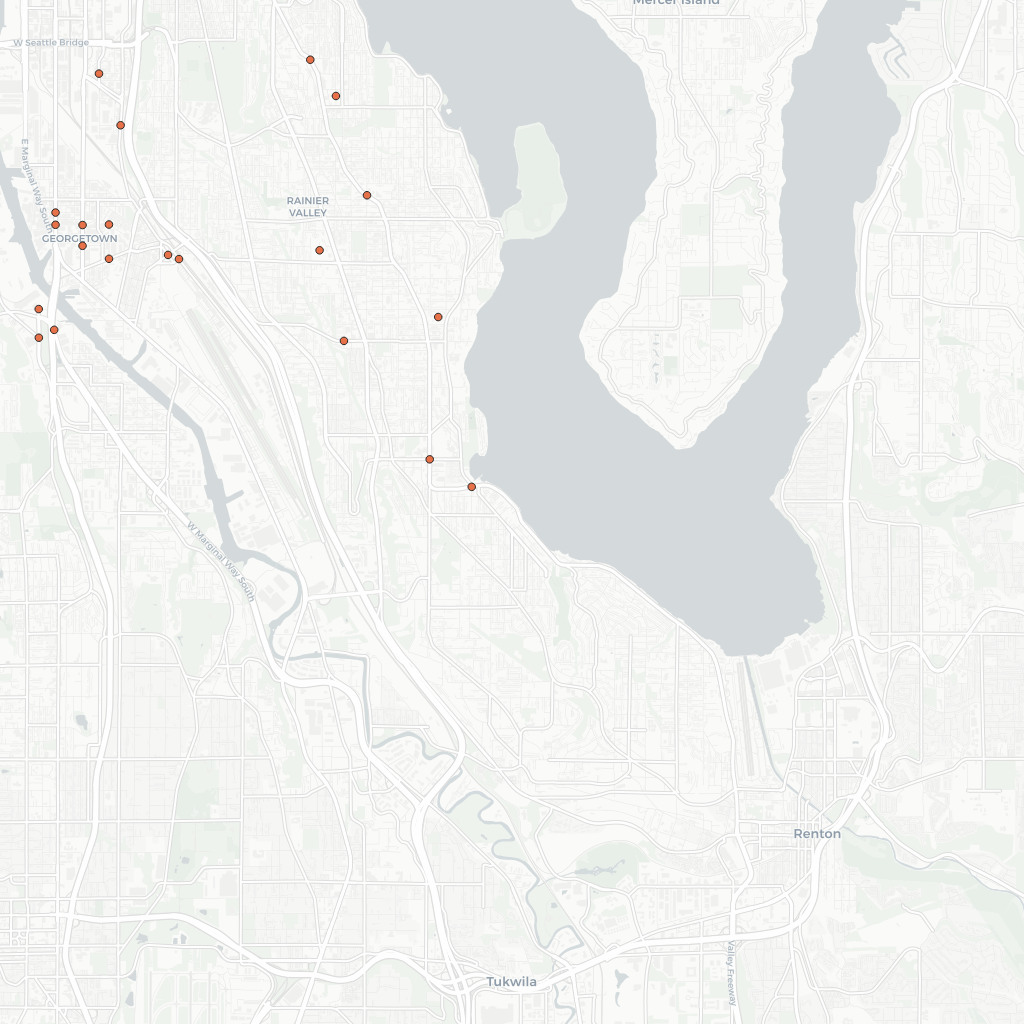 Mercer Island
W Seattle Bridge
E Marginal Way South
RAINIER
VALLEY
GEORGETOWN
W Marginal Way South
Renton
Valley Freeway
Tukwila